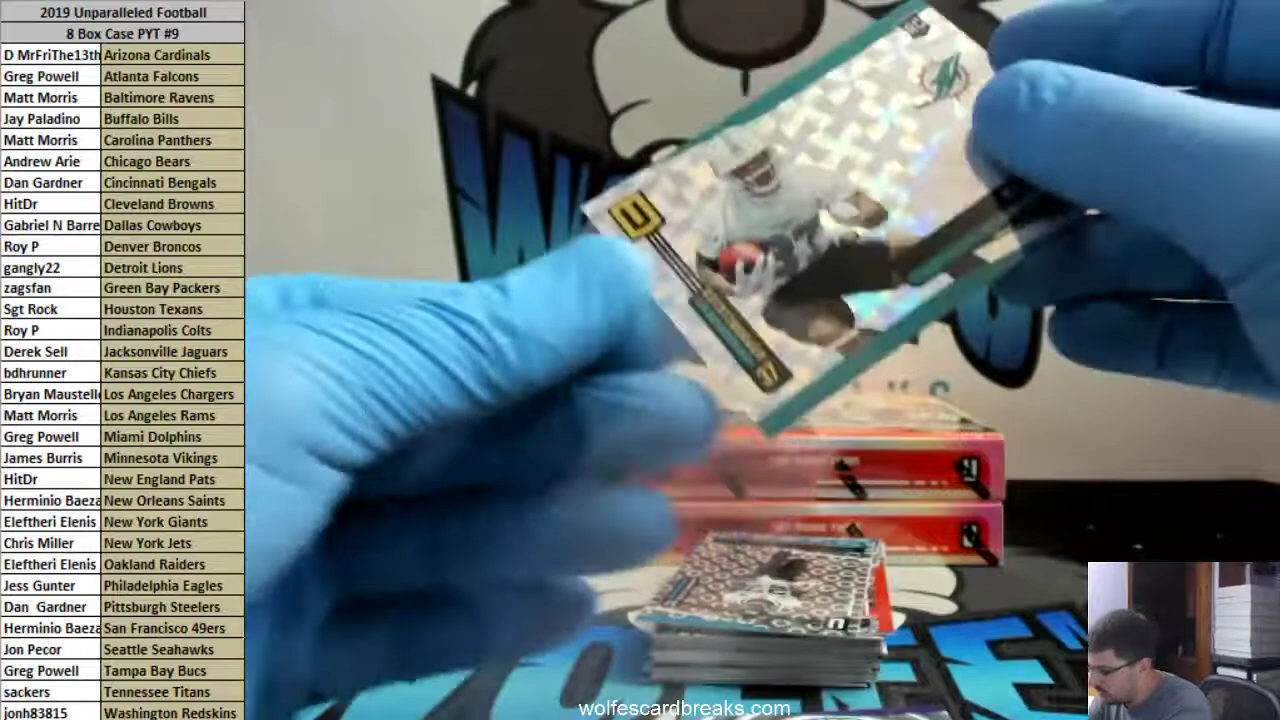 2019 Unparalleled Football
8 Box Case PYT #9
D MrFriThe13th Arizona Cardinals
Greg Powell Atlanta Falcons
Matt Morris Baltimore Ravens
Jay Paladino Buffalo Bills
Matt Morris Carolina Panthers
Andrew Arie Chicago Bears
Dan Gardner Cincinnati Bengals
HitDr Cleveland Browns
Gabriel N Barre Dallas Cowboys
Roy P Denver Broncos
gangly22 Detroit Lions
zagsfan Green Bay Packers
Sgt Rock Houston Texans
Roy P Indianapolis Colts
Derek Sell Jacksonville Jaguars
bdhrunner Kansas City Chiefs
Bryan Maustelle Los Angeles Chargers
Matt Morris Los Angeles Rams
Greg Powell Miami Dolphins
James Burris Minnesota Vikings
HitDr New England Pats
Herminio Baeza New Orleans Saints
Eleftheri Elenis New York Giants
Chris Miller New York Jets
Eleftheri Elenis Oakland Raiders
Jess Gunter Philadelphia Eagles
Dan Gardner Pittsburgh Steelers
Herminio Baeza San Francisco 49ers
Jon Pecor Seattle Seahawks
Greg Powell Tampa Bay Bucs
sackers Tennessee Titans
jonh83815 Washington Redskins
U
37
wolfescardbreaks.com